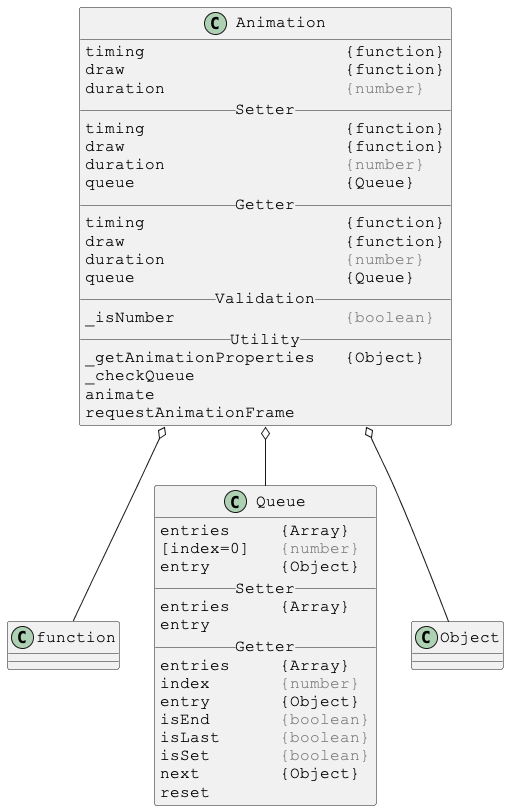 C Animation
timing {function}
draw {function}
duration {number}
Setter
timing {function}
draw {function}
duration {number}
queue {Queue}
Getter
timing {function}
draw {function}
duration {number}
queue {Queue}
Validation
_isNumber {boolean}
Utility
_getAnimationProperties {Object}
_checkQueue
animate
requestAnimationFrame
C Queue
entries {Array}
[index=0] {number}
entry {Object}
Setter
entries {Array}
entry
Getter
entries {Array}
index {number}
entry {Object}
isEnd {boolean}
isLast {boolean}
isSet {boolean}
next {Object}
reset
C function
C Object